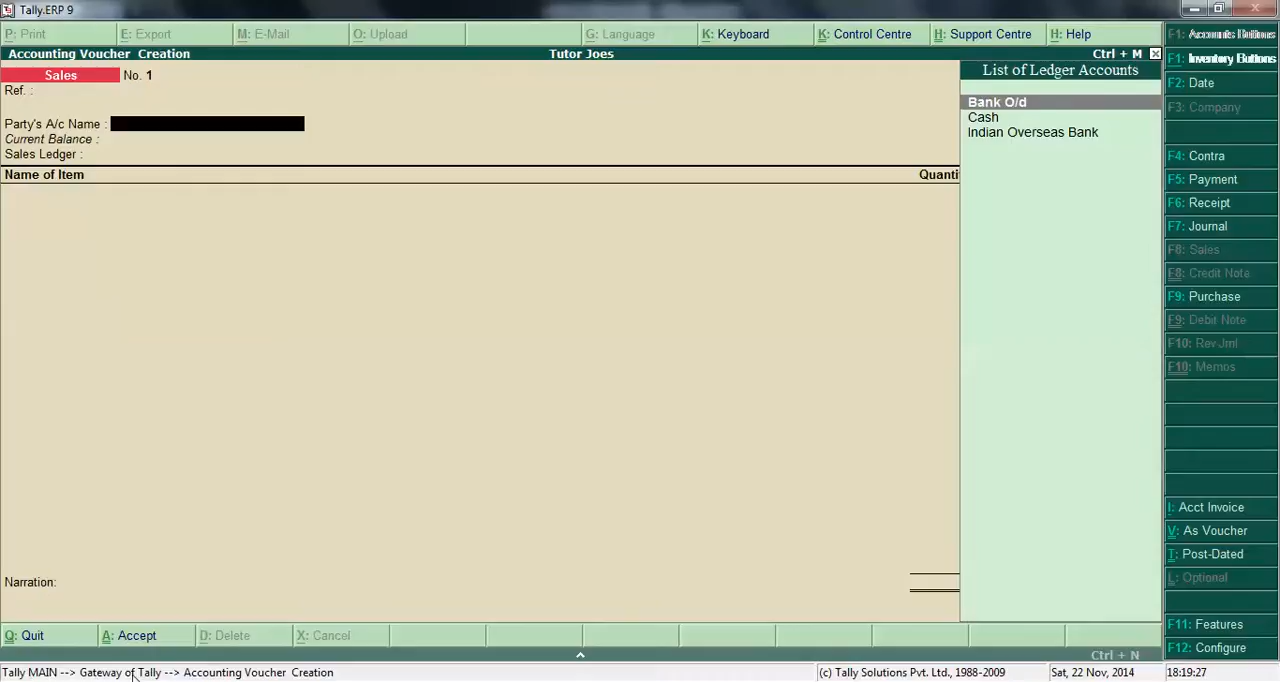 Tally.ERP 9
P: Print E: Export M: E-Mail O: Upload G: Language K: Keyboard K: Control Centre H: Support Centre H: Help
Accounting Voucher Creation Tutor Joes Ctrl + M
Sales No. 1
Ref. :
Party's A/c Name :
Current Balance :
Sales Ledger :
Name of Item Quanti
Narration:
List of Ledger Accounts
Bank O/d
Cash
Indian Overseas Bank
F1: Accounts Buttons
F1: Inventory Buttons
F2: Date
F3: Company
F4: Contra
F5: Payment
F6: Receipt
F7: Journal
F8: Sales
F8: Credit Note
F9: Purchase
F9: Debit Note
F10: Rev Jrnl
F10: Memos
I: Acct Invoice
V: As Voucher
T: Post-Dated
L: Optional
F11: Features
F12: Configure
Q: Quit A: Accept D: Delete X: Cancel
Ctrl + N
Tally MAIN --> Gateway of Tally --> Accounting Voucher Creation (c) Tally Solutions Pvt. Ltd., 1988-2009 Sat, 22 Nov, 2014 18:19:27